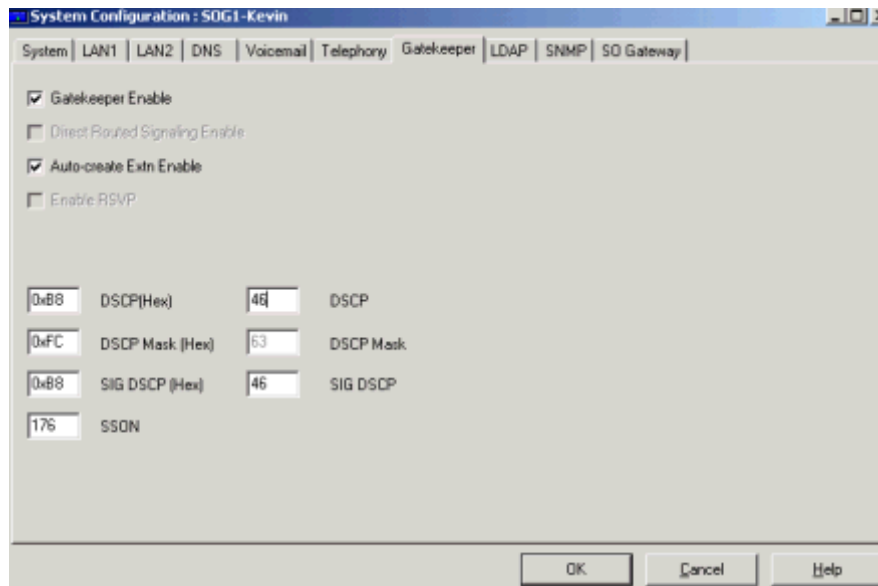 System Configuration : SOG1-Kevin
System LAN1 LAN2 DNS Voicemail Telephony Gatekeeper LDAP SNMP SO Gateway
Gatekeeper Enable
Direct Routed Signaling Enable
Auto-create Extn Enable
Enable RSVP
0xB8 DSCP(Hex) 46 DSCP
0xFC DSCP Mask (Hex) 63 DSCP Mask
0xB8 SIG DSCP (Hex) 46 SIG DSCP
176 SSON
OK Cancel Help